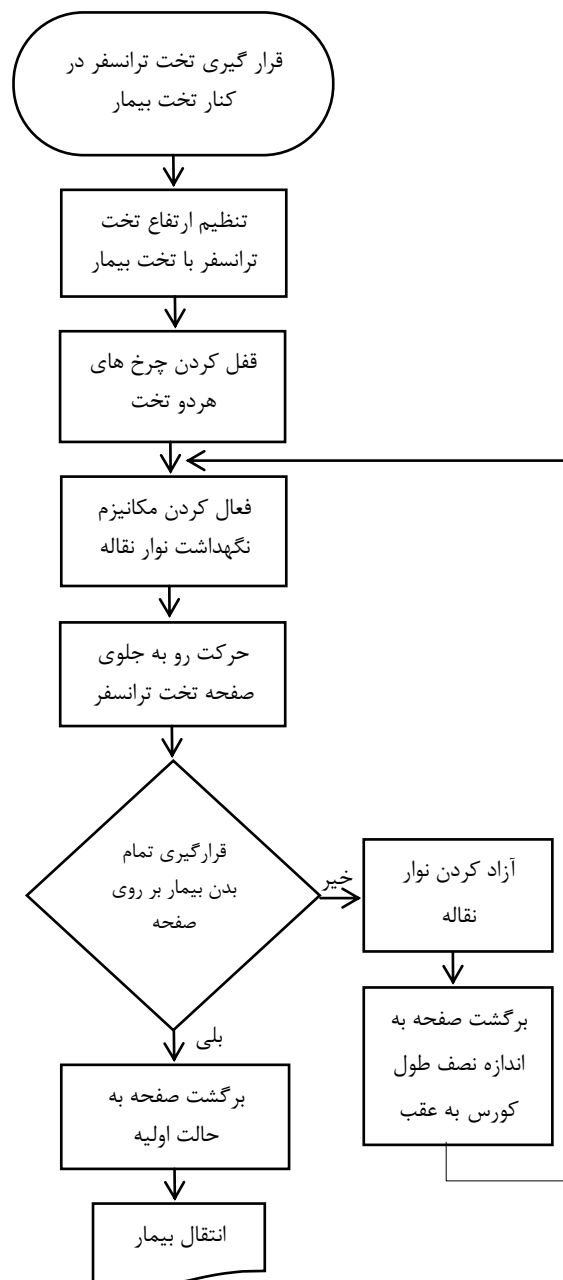 قرار گیری تخت ترانسفر در
کنار تخت بیمار
تنظیم ارتفاع تخت
ترانسفر با تخت بیمار
قفل کردن چرخ های
هردو تخت
فعال کردن مکانیزم
نگهداشت نوار نقاله
حرکت رو به جلوی
صفحه تخت ترانسفر
قرارگیری تمام
بدن بیمار بر روی
صفحه
خیر
آزاد کردن نوار
نقاله
برگشت صفحه به
اندازه نصف طول
کورس به عقب
بلی
برگشت صفحه به
حالت اولیه
انتقال بیمار